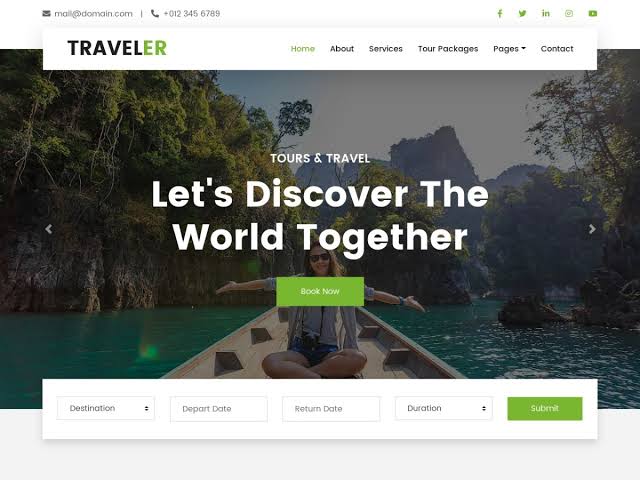 mail@domain.com | +012 345 6789
TRAVELER
Home About Services Tour Packages Pages Contact
TOURS & TRAVEL
Let's Discover The
World Together
Book Now
Destination Depart Date Return Date Duration Submit